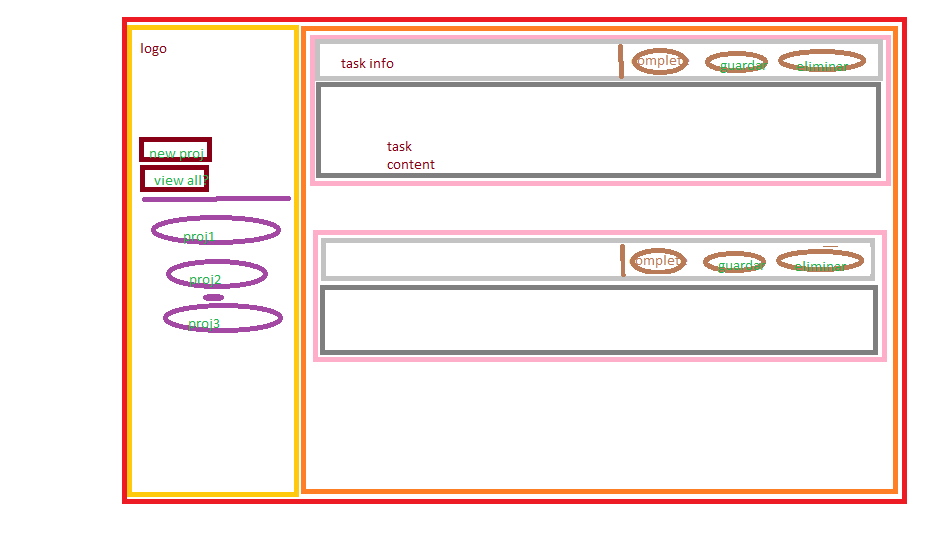 logo
task info
omplete
guardar
eliminar
new proj
view all?
task
content
proj1
proj2
proj3
omplete
guardar
eliminar